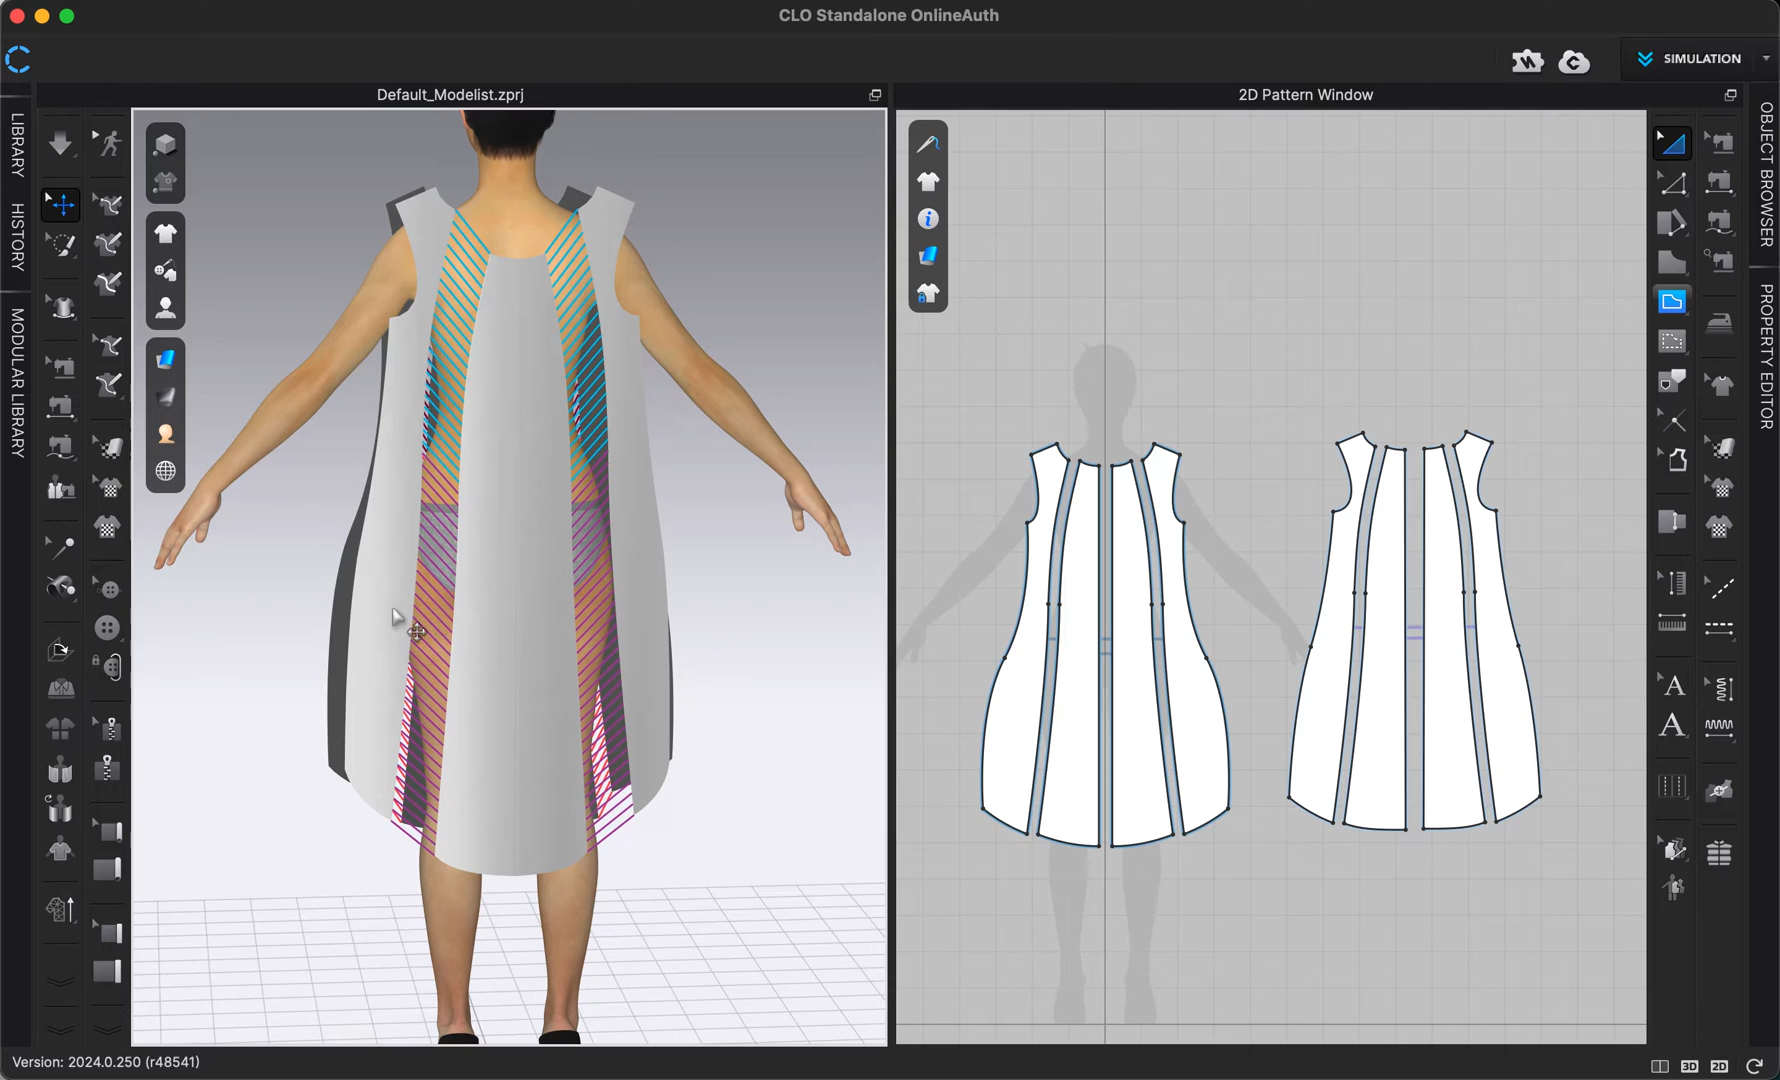 CLO Standalone OnlineAuth
SIMULATION
Default_Modelist.zprj
2D Pattern Window
LIBRARY
HISTORY
MODULAR LIBRARY
OBJECT BROWSER
PROPERTY EDITOR
A
A
Version: 2024.0.250 (r48541)
3D
2D